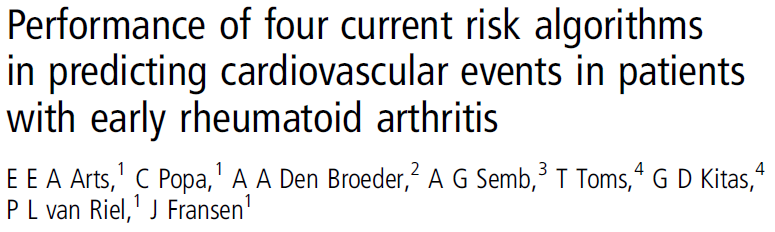 Performance of four current risk algorithms
in predicting cardiovascular events in patients
with early rheumatoid arthritis
E E A Arts,1 C Popa,1 A A Den Broeder,2 A G Semb,3 T Toms,4 G D Kitas,4
P L van Riel,1 J Fransen1